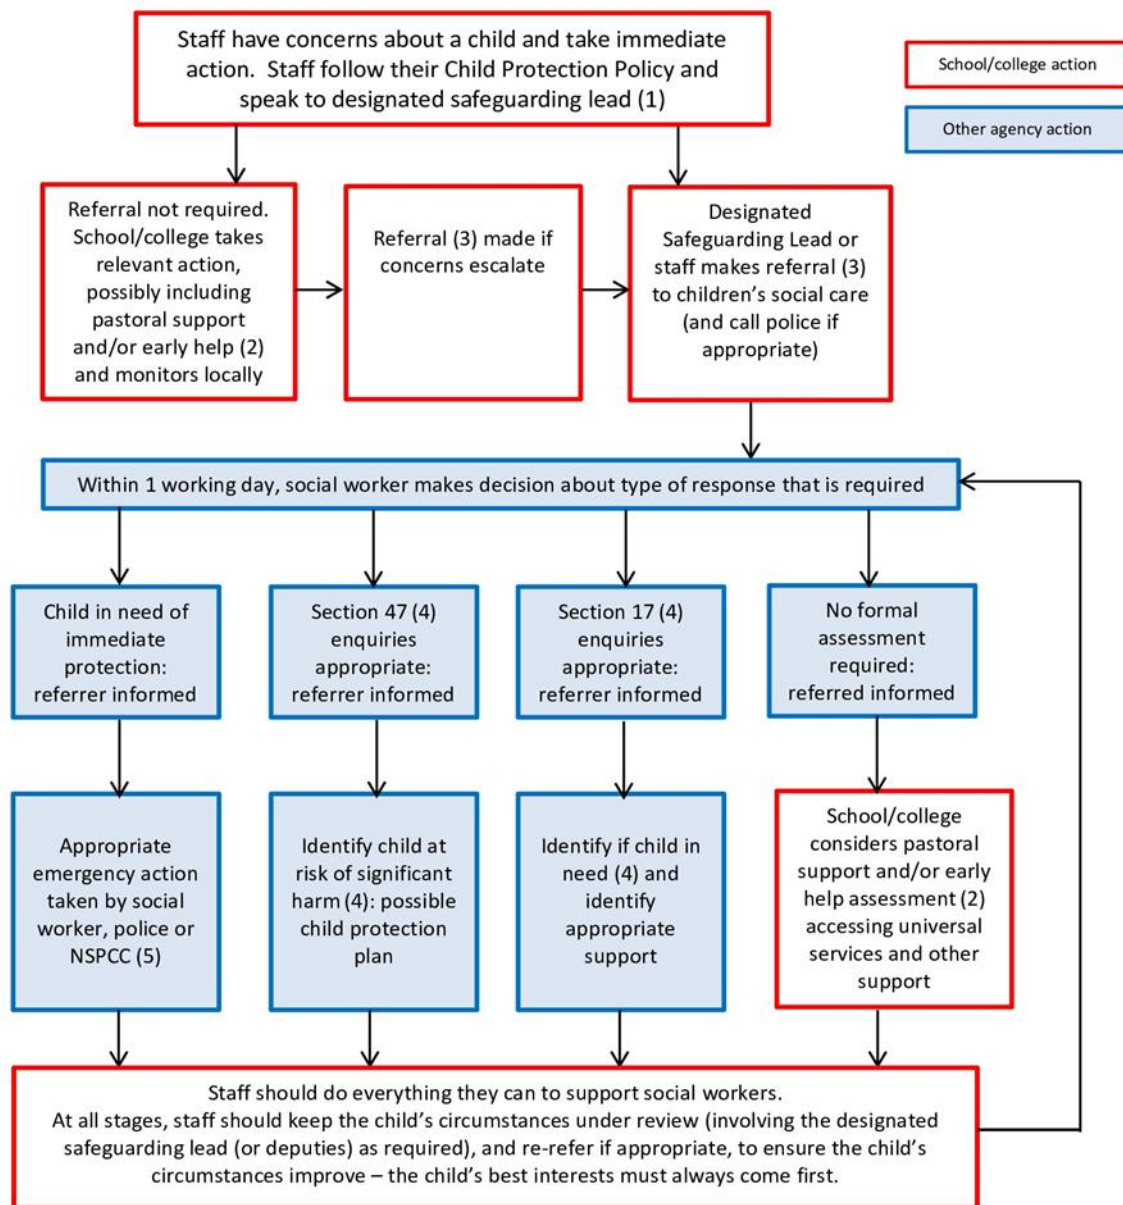 Staff have concerns about a child and take immediate
action.  Staff follow their Child Protection Policy and
speak to designated safeguarding lead (1)
School/college action
Other agency action
Referral not required.
School/college takes
relevant action,
possibly including
pastoral support
and/or early help (2)
and monitors locally
Referral (3) made if
concerns escalate
Designated
Safeguarding Lead or
staff makes referral (3)
to children’s social care
(and call police if
appropriate)
Within 1 working day, social worker makes decision about type of response that is required
Child in need of
immediate
protection:
referrer informed
Section 47 (4)
enquiries
appropriate:
referrer informed
Section 17 (4)
enquiries
appropriate:
referrer informed
No formal
assessment
required:
referred informed
Appropriate
emergency action
taken by social
worker, police or
NSPCC (5)
Identify child at
risk of significant
harm (4): possible
child protection
plan
Identify if child in
need (4) and
identify
appropriate
support
School/college
considers pastoral
support and/or early
help assessment (2)
accessing universal
services and other
support
Staff should do everything they can to support social workers.
At all stages, staff should keep the child’s circumstances under review (involving the designated
safeguarding lead (or deputies) as required), and re-refer if appropriate, to ensure the child’s
circumstances improve – the child’s best interests must always come first.